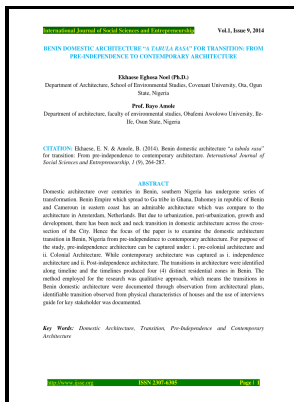 International Journal of Social Sciences and Entrepreneurship Vol.1, Issue 9, 2014
BENIN DOMESTIC ARCHITECTURE “A TABULA RASA” FOR TRANSITION: FROM
PRE-INDEPENDENCE TO CONTEMPORARY ARCHITECTURE
Ekhaese Eghosa Noel (Ph.D.)
Department of Architecture, School of Environmental Studies, Covenant University, Ota, Ogun
State, Nigeria
Prof. Bayo Amole
Department of architecture, faculty of environmental studies, Obafemi Awolowo University, Ile-
Ife, Osun State, Nigeria
CITATION: Ekhaese, E. N. & Amole, B. (2014). Benin domestic architecture “a tabula rasa”
for transition: From pre-independence to contemporary architecture. International Journal of
Social Sciences and Entrepreneurship, 1 (9), 264-287.
ABSTRACT
Domestic architecture over centuries in Benin, southern Nigeria has undergone series of
transformation. Benin Empire which spread to Ga tribe in Ghana, Dahomey in republic of Benin
and Cameroun in eastern coast has an admirable architecture which was compare to the
architecture in Amsterdam, Netherlands. But due to urbanization, peri-urbanization, growth and
development, there has been neck and neck transition in domestic architecture across the cross-
section of the City. Hence the focus of the paper is to examine the domestic architecture
transition in Benin, Nigeria from pre-independence to contemporary architecture. For purpose of
the study, pre-independence architecture can be captured under: i. pre-colonial architecture and
ii. Colonial Architecture. While contemporary architecture was captured as i. independence
architecture and i. Post-independence architecture. The transitions in architecture were identified
along timeline and the timelines produced four (4) distinct residential zones in Benin. The
method employed for the research was qualitative approach, which means the transitions in
Benin domestic architecture were documented through observation from architectural plans,
identifiable transition observed from physical characteristics of houses and the use of interviews
guide for key stakeholder was documented.
Key Words: Domestic Architecture, Transition, Pre-Independence and Contemporary
Architecture
http://www.ijsse.org ISSN 2307-6305 Page | 1